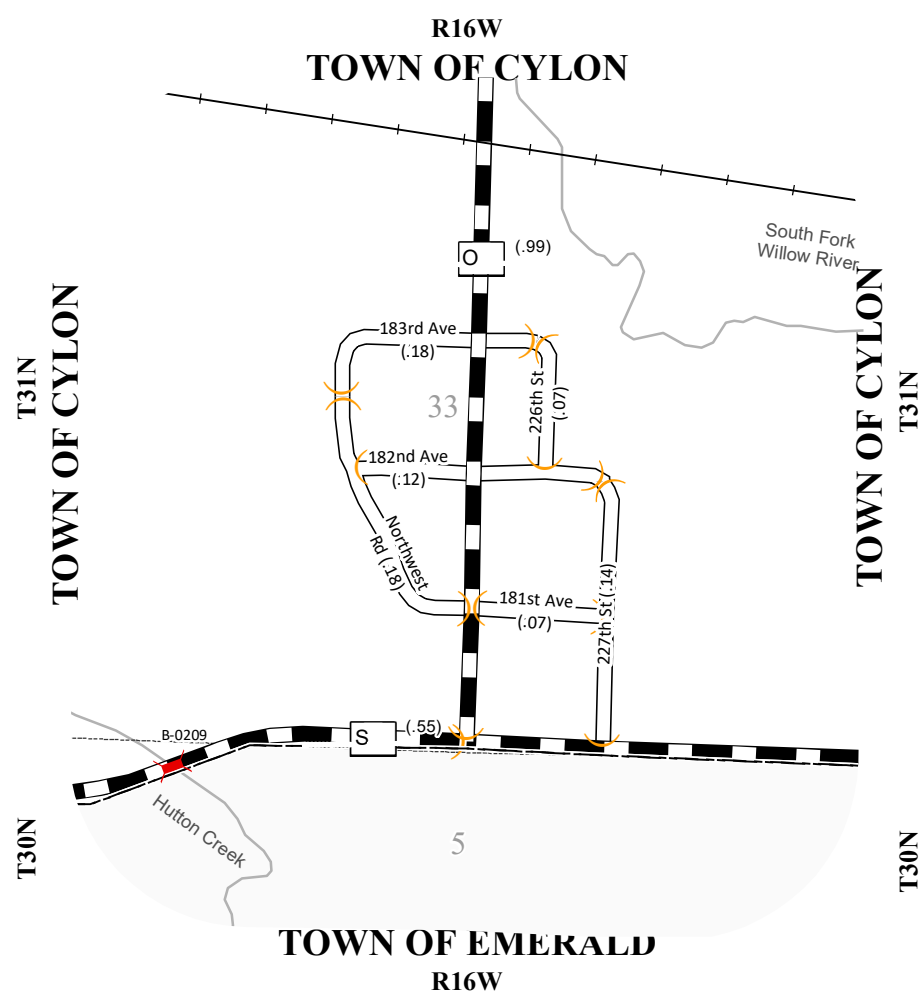 R16W
TOWN OF CYLON
O
(.99)
South Fork
Willow River
TOWN OF CYLON
T31N
TOWN OF CYLON
T31N
183rd Ave
(.18)
226th St
(.07)
33
182nd Ave
(.12)
Northwest
Rd (.18)
181st Ave
(.07)
227th St (.14)
S
(.55)
B-0209
Hutton Creek
5
T30N
T30N
TOWN OF EMERALD
R16W